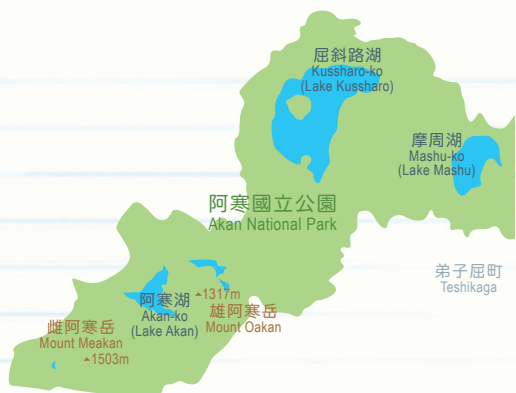 屈斜路湖
Kussharo-ko
(Lake Kussharo)
摩周湖
Mashu-ko
(Lake Mashu)
阿寒國立公園
Akan National Park
弟子屈町
Teshikaga
阿寒湖
Akan-ko
(Lake Akan)
1317m
雄阿寒岳
Mount Oakan
雌阿寒岳
Mount Meakan
1503m